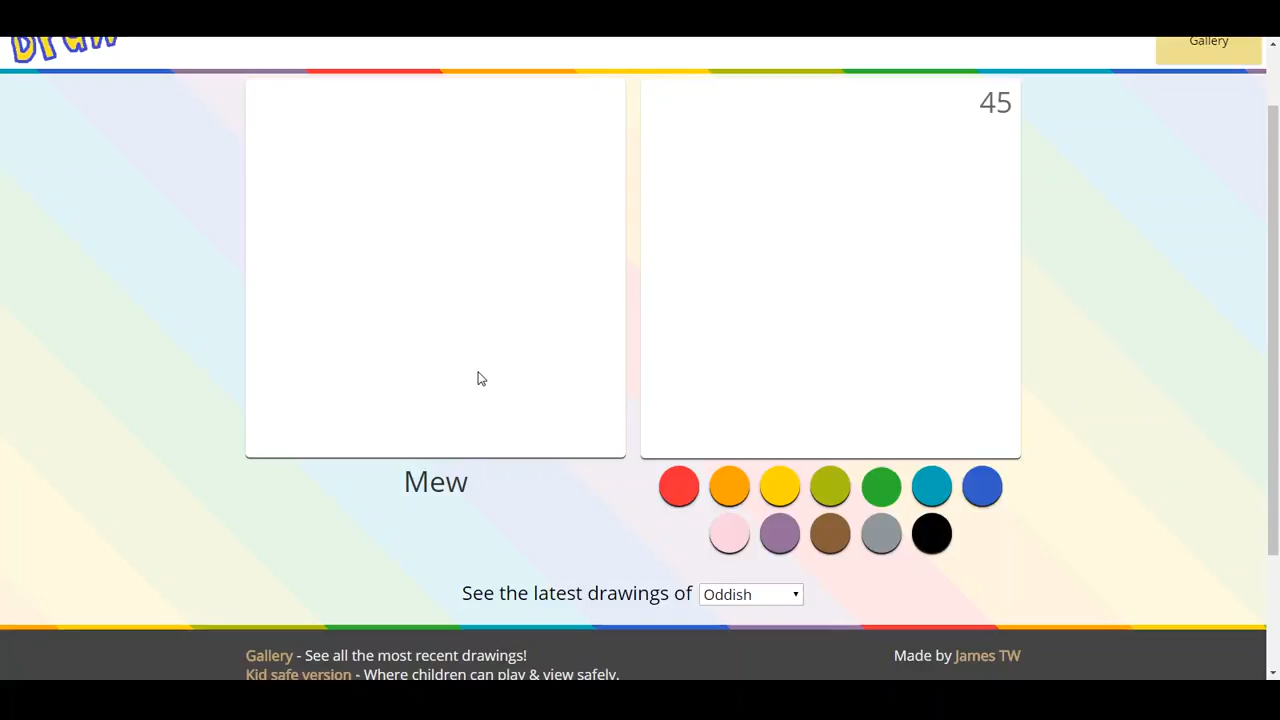 Draw
Gallery
45
Mew
See the latest drawings of Oddish
Gallery - See all the most recent drawings!
Made by James TW
Kid safe version - Where children can play & view safely.